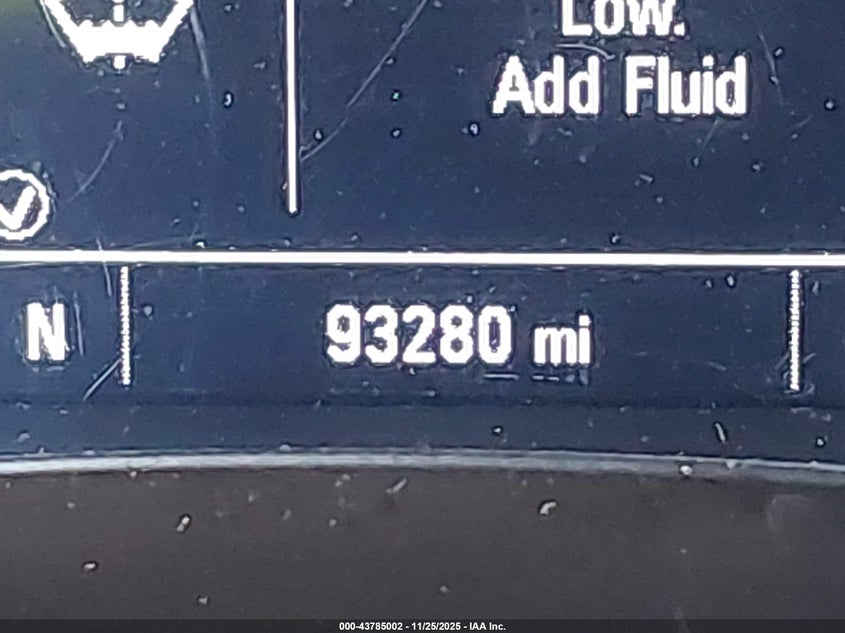 Low.
Add Fluid
N
93280 mi
000-43785002 - 11/25/2025 - IAA Inc.